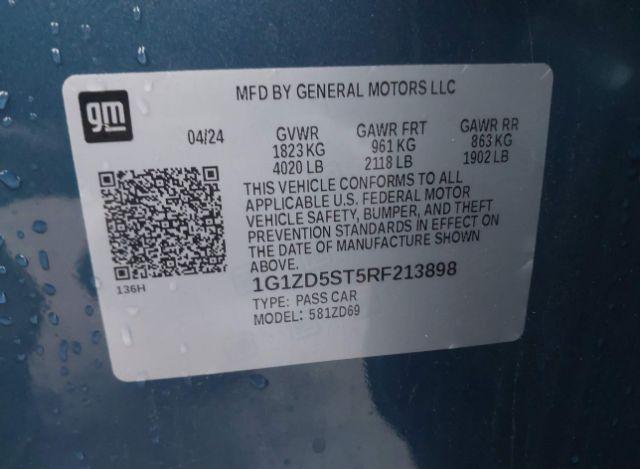 gm
MFD BY GENERAL MOTORS LLC
04/24 GVWR GAWR FRT GAWR RR
1823 KG 961 KG 863 KG
4020 LB 2118 LB 1902 LB
THIS VEHICLE CONFORMS TO ALL
APPLICABLE U.S. FEDERAL MOTOR
VEHICLE SAFETY, BUMPER, AND THEFT
PREVENTION STANDARDS IN EFFECT ON
THE DATE OF MANUFACTURE SHOWN
ABOVE.
136H
1G1ZD5ST5RF213898
TYPE: PASS CAR
MODEL: 581ZD69